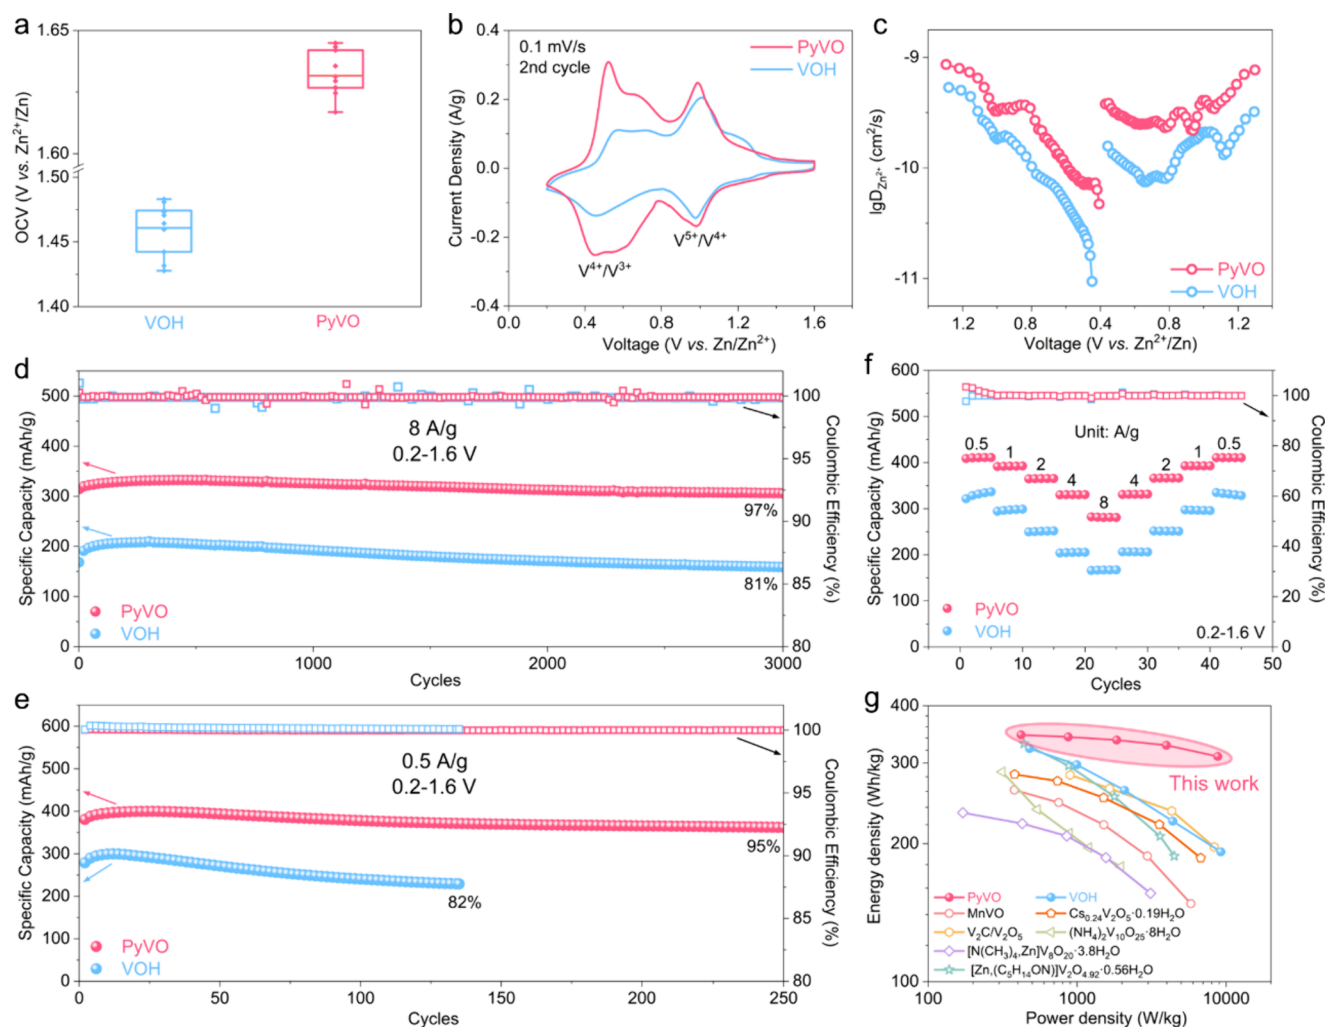 a
OCV (V vs. Zn²⁺/Zn)
1.65
1.60
1.50
1.45
1.40
VOH
PyVO
b
Current Density (A/g)
0.4
0.2
0.0
-0.2
-0.4
0.1 mV/s
2nd cycle
PyVO
VOH
V⁴⁺/V³⁺
V⁵⁺/V⁴⁺
0.0 0.4 0.8 1.2 1.6
Voltage (V vs. Zn/Zn²⁺)
c
lgD_Zn²⁺ (cm²/s)
-9
-10
-11
PyVO
VOH
1.2 0.8 0.4 0.8 1.2
Voltage (V vs. Zn²⁺/Zn)
d
Specific Capacity (mAh/g)
500
400
300
200
100
0
8 A/g
0.2-1.6 V
97%
81%
PyVO
VOH
0 1000 2000 3000
Cycles
100
95
90
85
80
Coulombic Efficiency (%)
e
Specific Capacity (mAh/g)
600
500
400
300
200
100
0
0.5 A/g
0.2-1.6 V
95%
82%
PyVO
VOH
0 50 100 150 200 250
Cycles
100
95
90
85
80
Coulombic Efficiency (%)
f
Specific Capacity (mAh/g)
600
500
400
300
200
100
0
Unit: A/g
0.5 1 2 4 8 4 2 1 0.5
PyVO
VOH
0.2-1.6 V
0 10 20 30 40 50
Cycles
100
80
60
40
20
0
Coulombic Efficiency (%)
g
Energy density (Wh/kg)
400
300
200
100
This work
PyVO
VOH
MnVO
Cs₀.₂₄V₂O₅·0.19H₂O
V₂C/V₂O₅
(NH₄)₂V₁₀O₂₅·8H₂O
[N(CH₃)₄,Zn]V₈O₂₀·3.8H₂O
[Zn,(C₅H₁₄ON)]V₂O₄.₉₂·0.56H₂O
100 1000 10000
Power density (W/kg)